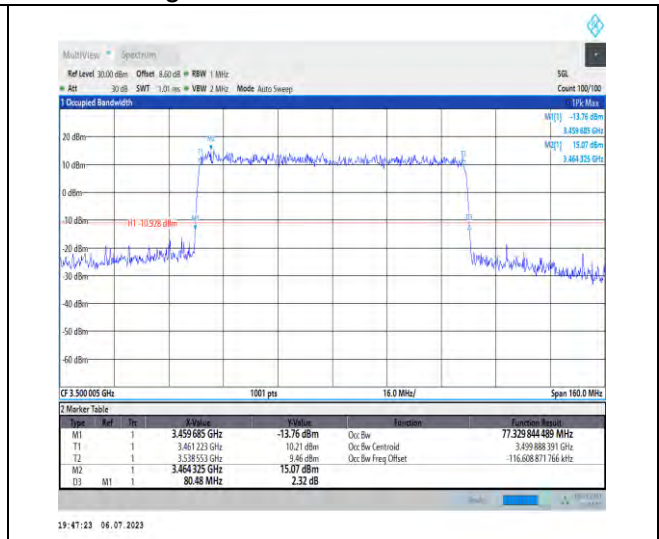 MultiView Spectrum
Ref Level 30.00 dBm Offset 8.60 dB RBW 1 MHz SGL
Att 30 dB SWT 1.01 ms VBW 2 MHz Mode Auto Sweep Count 100/100
1 Occupied Bandwidth 1Pk Max
M1[1] -13.76 dBm
3.459 685 GHz
M2[1] 15.07 dBm
3.464 325 GHz
20 dBm
M2
T1
T2
10 dBm
0 dBm
-10 dBm
H1 -10.928 dBm
M1
D3
-20 dBm
-30 dBm
-40 dBm
-50 dBm
-60 dBm
CF 3.500 005 GHz 1001 pts 16.0 MHz/ Span 160.0 MHz
2 Marker Table
Type Ref Trc X-Value Y-Value Function Function Result
M1 1 3.459 685 GHz -13.76 dBm Occ Bw 77.329 844 489 MHz
T1 1 3.461 223 GHz 10.21 dBm Occ Bw Centroid 3.499 888 391 GHz
T2 1 3.538 553 GHz 9.46 dBm Occ Bw Freq Offset -116.608 871 766 kHz
M2 1 3.464 325 GHz 15.07 dBm
D3 M1 1 80.48 MHz 2.32 dB
19:47:23 06.07.2023